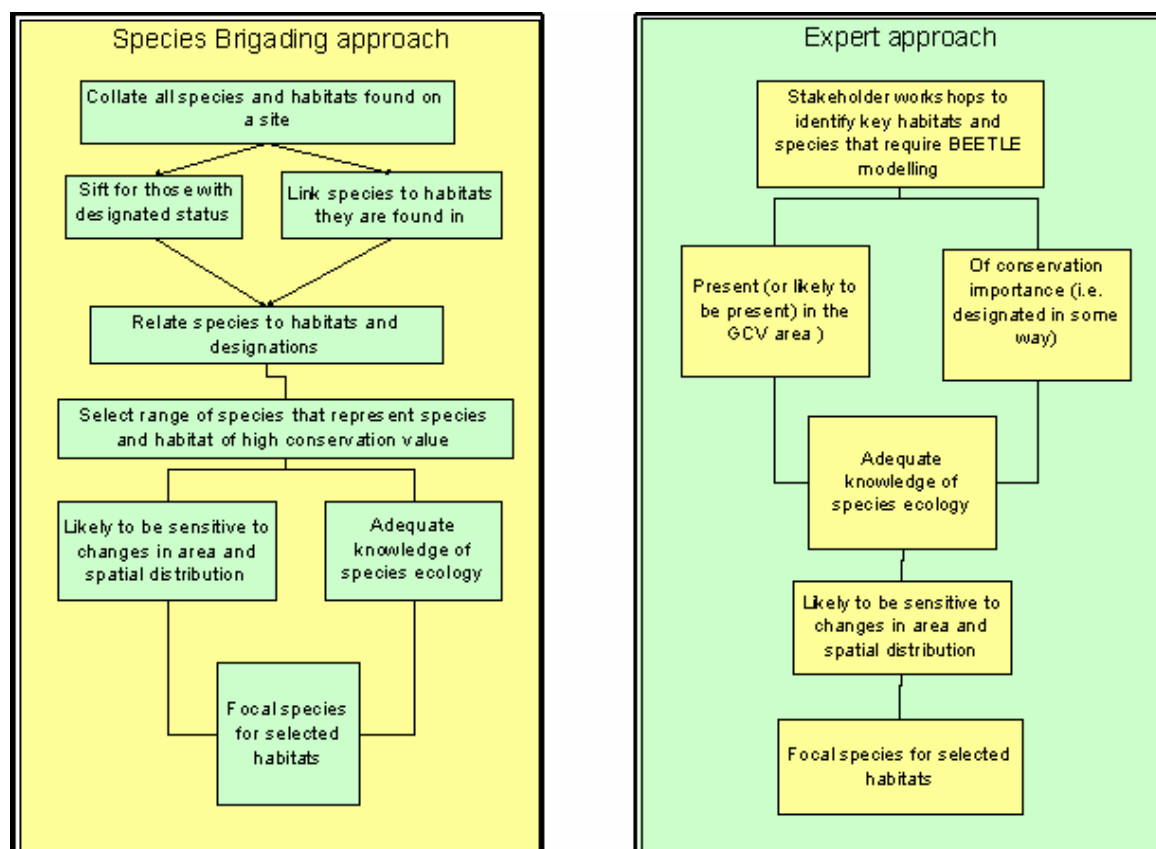 Species Brigading approach
Collate all species and habitats found on
a site
Sift for those with
designated status
Link species to habitats
they are found in
Relate species to habitats and
designations
Select range of species that represent species
and habitat of high conservation value
Likely to be sensitive to
changes in area and
spatial distribution
Adequate
knowledge of
species ecology
Focal species
for selected
habitats
Expert approach
Stakeholder workshops to
identify key habitats and
species that require BEETLE
modelling
Present (or likely to
be present) in the
GCV area )
Of conservation
importance (i.e.
designated in some
way)
Adequate
knowledge of
species ecology
Likely to be sensitive to
changes in area and
spatial distribution
Focal species for selected
habitats